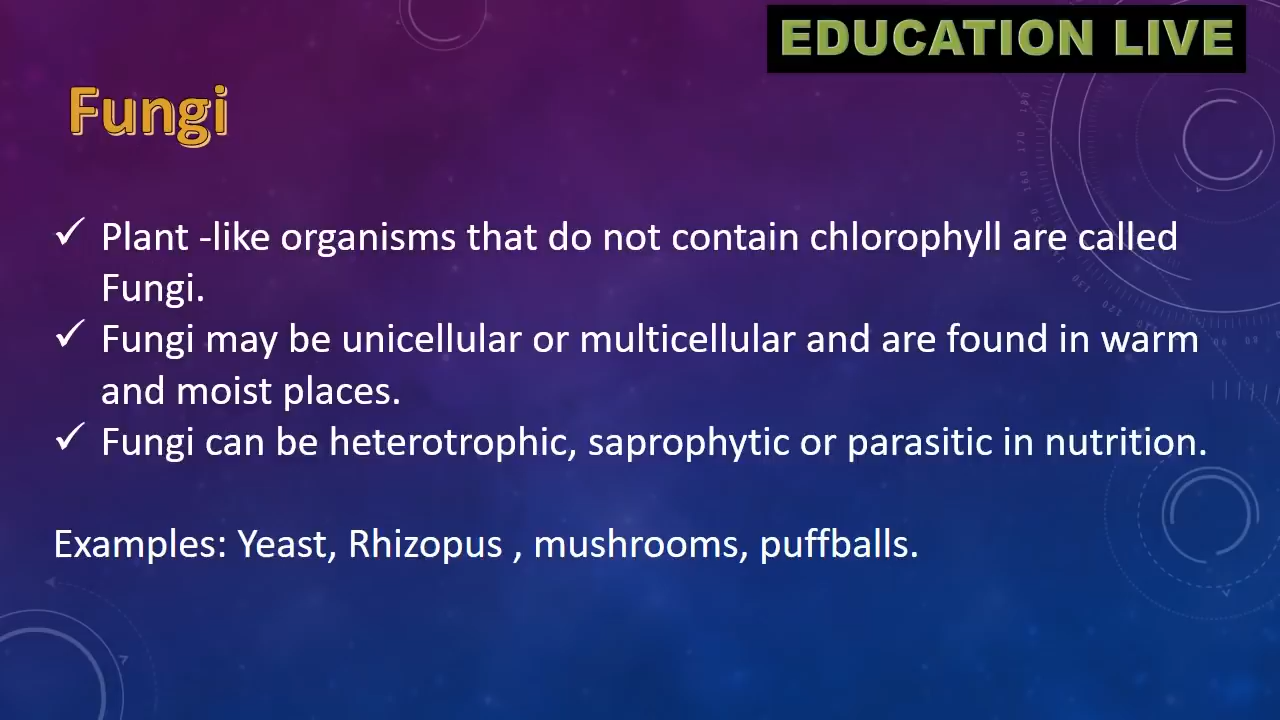 EDUCATION LIVE
Fungi
✓ Plant -like organisms that do not contain chlorophyll are called
Fungi.
✓ Fungi may be unicellular or multicellular and are found in warm
and moist places.
✓ Fungi can be heterotrophic, saprophytic or parasitic in nutrition.
Examples: Yeast, Rhizopus , mushrooms, puffballs.